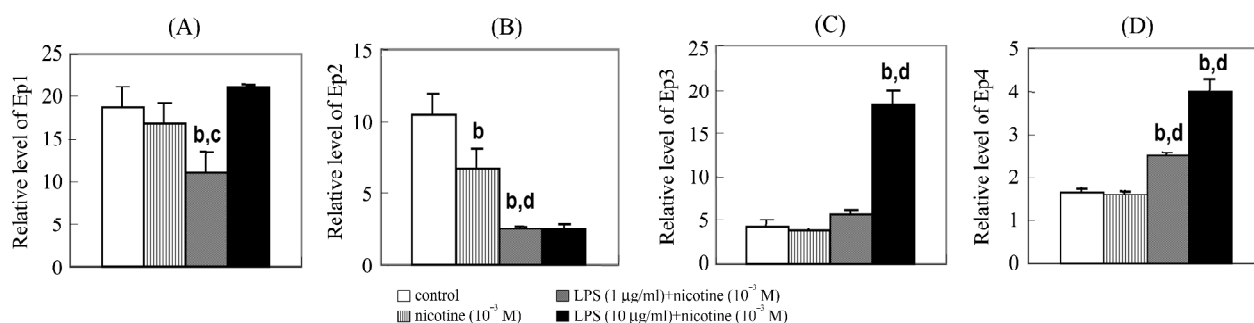 (A)
Relative level of Ep1
25
20
15
10
5
0
b,c
(B)
Relative level of Ep2
15
10
5
0
b
b,d
(C)
Relative level of Ep3
25
20
15
10
5
0
b,d
(D)
Relative level of Ep4
5
4
3
2
1
0
b,d
b,d
control
nicotine (10⁻³ M)
LPS (1 µg/ml)+nicotine (10⁻³ M)
LPS (10 µg/ml)+nicotine (10⁻³ M)